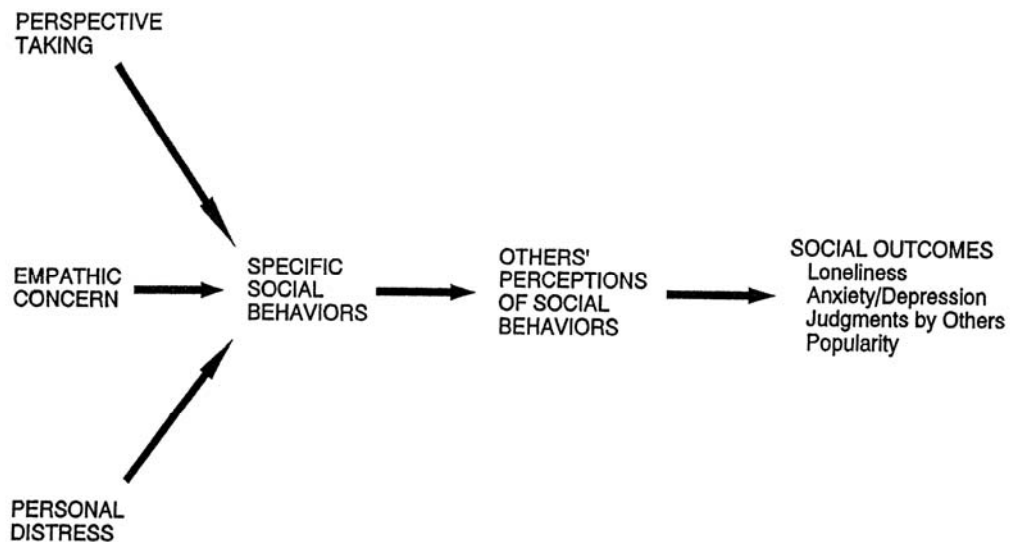 PERSPECTIVE
TAKING
EMPATHIC
CONCERN
PERSONAL
DISTRESS
SPECIFIC
SOCIAL
BEHAVIORS
OTHERS'
PERCEPTIONS
OF SOCIAL
BEHAVIORS
SOCIAL OUTCOMES
Loneliness
Anxiety/Depression
Judgments by Others
Popularity